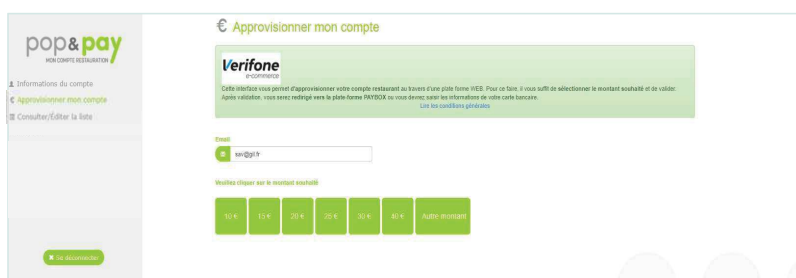 pop&pay
MON COMPTE RESTAURATION
Informations du compte
€ Approvisionner mon compte
Consulter/Éditer la liste
Se déconnecter
€ Approvisionner mon compte
Verifone
e-commerce
Cette interface vous permet d'approvisionner votre compte restaurant au travers d'une plate forme WEB. Pour ce faire, il vous suffit de sélectionner le montant souhaité et de valider.
Après validation, vous serez redirigé vers la plate-forme PAYBOX ou vous devrez saisir les informations de votre carte bancaire.
Lire les conditions générales
Email
@ sav@gil.fr
Veuillez cliquer sur le montant souhaité
10 € 15 € 20 € 25 € 30 € 40 € Autre montant